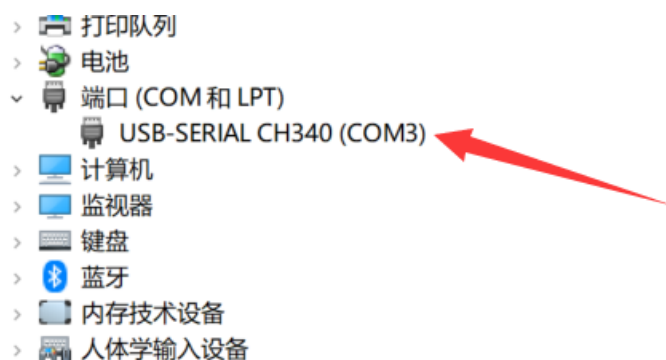 打印队列
电池
端口 (COM 和 LPT)
USB-SERIAL CH340 (COM3)
计算机
监视器
键盘
蓝牙
内存技术设备
人体学输入设备